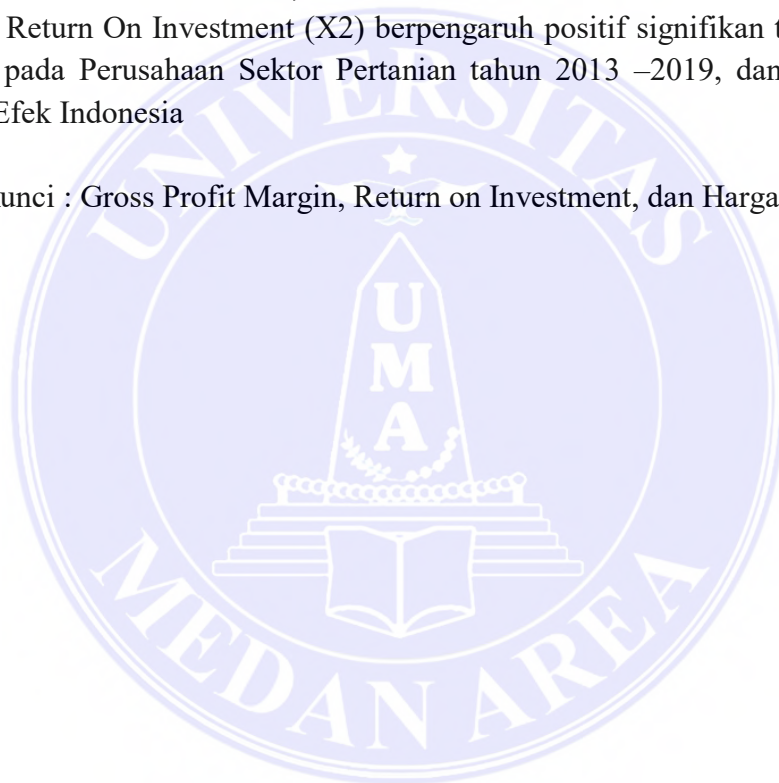 Return On Investment (X2) berpengaruh positif signifikan
pada Perusahaan Sektor Pertanian tahun 2013 –2019, dan
Efek Indonesia
unci : Gross Profit Margin, Return on Investment, dan Harga
UNIVERSITAS
U
M
A
MEDAN AREA